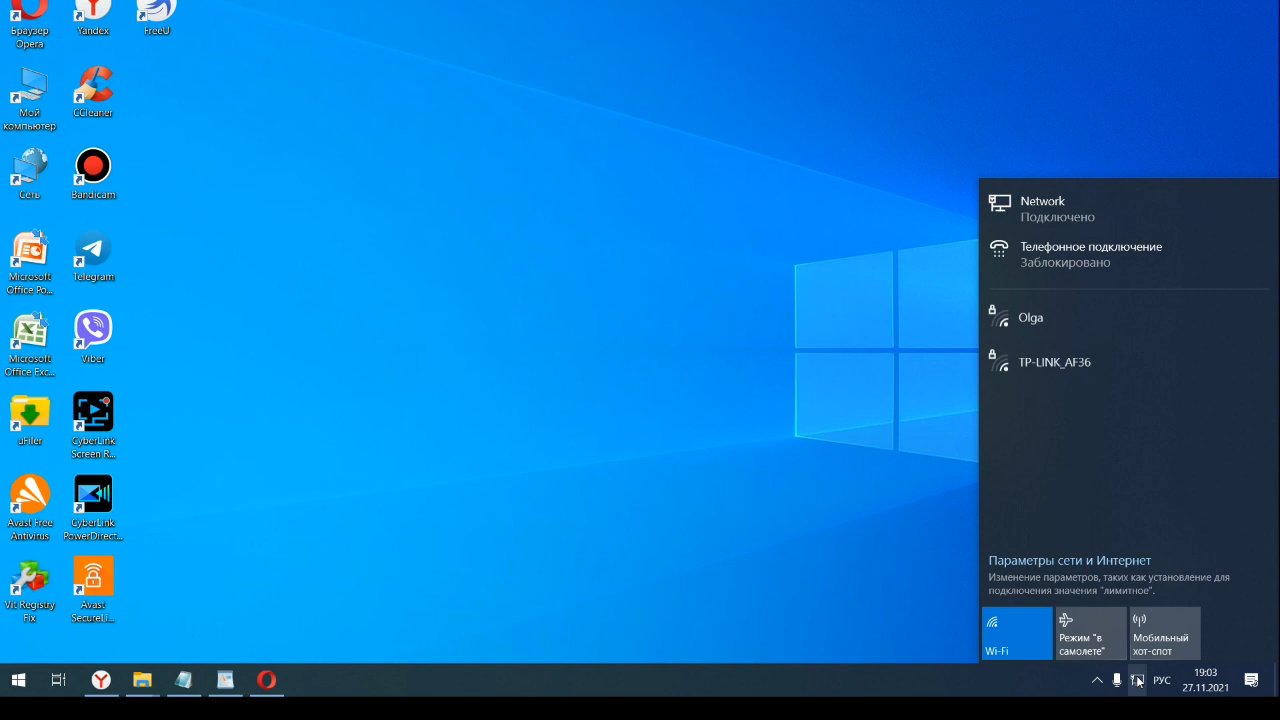 Браузер
Opera
Yandex
FreeU
Мой
компьютер
CCleaner
Сеть
Bandicam
Microsoft
Office Po...
Telegram
Microsoft
Office Exc...
Viber
uFiler
CyberLink
Screen R...
Avast Free
Antivirus
CyberLink
PowerDirect...
Vit Registry
Fix
Avast
SecureLi...
Network
Подключено
Телефонное подключение
Заблокировано
Olga
TP-LINK_AF36
Параметры сети и Интернет
Изменение параметров, таких как установление для
подключения значения "лимитное".
Wi-Fi
Режим "в
самолете"
Мобильный
хот-спот
РУС
19:03
27.11.2021